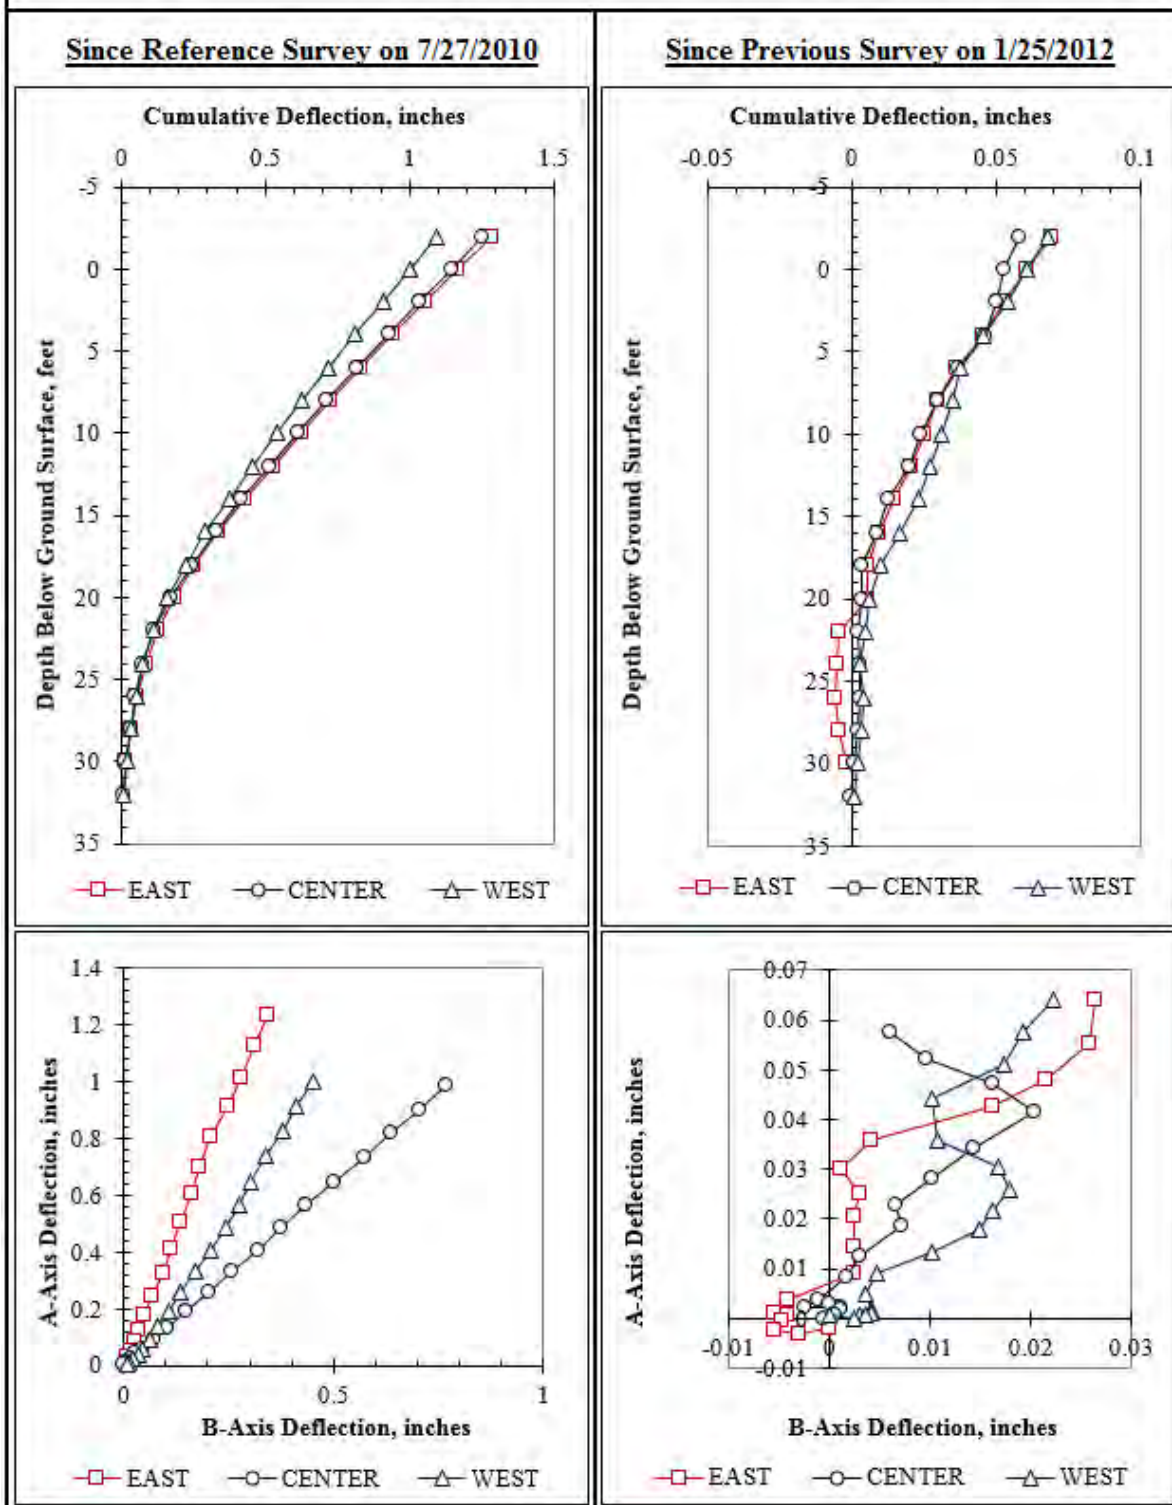 Since Reference Survey on 7/27/2010
Since Previous Survey on 1/25/2012
Cumulative Deflection, inches
0 0.5 1 1.5
-5
0
5
10
15
20
25
30
35
Depth Below Ground Surface, feet
EAST CENTER WEST
Cumulative Deflection, inches
-0.05 0 0.05 0.1
-5
0
5
10
15
20
25
30
35
Depth Below Ground Surface, feet
EAST CENTER WEST
1.4
1.2
1
0.8
0.6
0.4
0.2
0
A-Axis Deflection, inches
0 0.5 1
B-Axis Deflection, inches
EAST CENTER WEST
0.07
0.06
0.05
0.04
0.03
0.02
0.01
0
-0.01
A-Axis Deflection, inches
-0.01 0 0.01 0.02 0.03
B-Axis Deflection, inches
EAST CENTER WEST